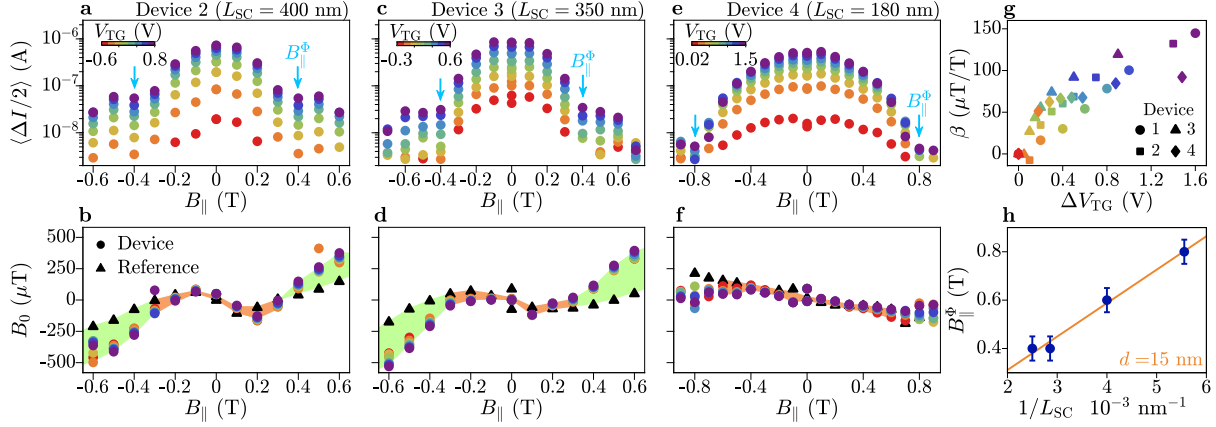 a Device 2 (L_SC = 400 nm)
c Device 3 (L_SC = 350 nm)
e Device 4 (L_SC = 180 nm)
g
⟨ΔI/2⟩ (A)
10⁻⁶
10⁻⁷
10⁻⁸
V_TG (V)
-0.6 0.8
B_∥^Φ
-0.6 -0.4 -0.2 0 0.2 0.4 0.6
B_∥ (T)
V_TG (V)
-0.3 0.6
B_∥^Φ
-0.6 -0.4 -0.2 0 0.2 0.4 0.6
B_∥ (T)
V_TG (V)
0.02 1.5
B_∥^Φ
-0.8 -0.4 0 0.4 0.8
B_∥ (T)
β (μT/T)
150
100
50
0
Device
1 3
2 4
0 0.4 0.8 1.2 1.6
ΔV_TG (V)
b
d
f
h
B₀ (μT)
500
250
0
-250
-500
Device
Reference
-0.6 -0.4 -0.2 0 0.2 0.4 0.6
B_∥ (T)
-0.6 -0.4 -0.2 0 0.2 0.4 0.6
B_∥ (T)
-0.8 -0.4 0 0.4 0.8
B_∥ (T)
B_∥^Φ (T)
0.8
0.6
0.4
d =15 nm
2 3 4 5 6
1/L_SC 10⁻³ nm⁻¹